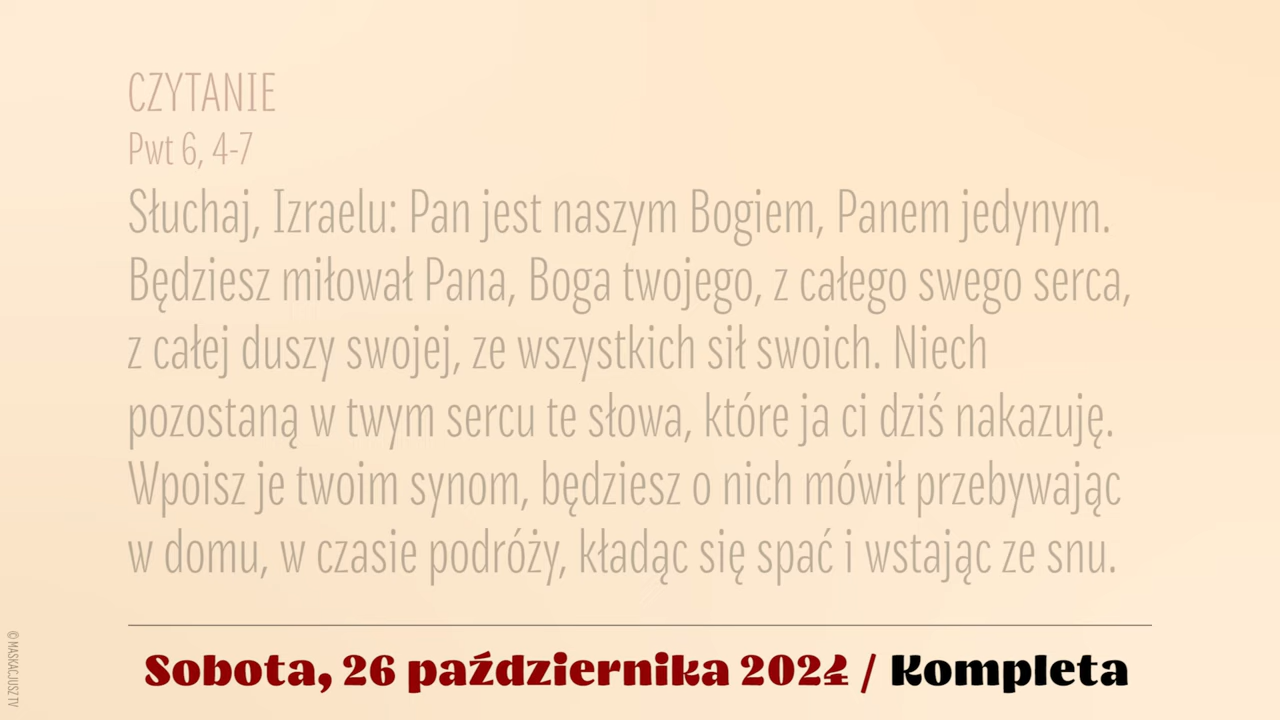 CZYTANIE
Pwt 6, 4-7
Słuchaj, Izraelu: Pan jest naszym Bogiem, Panem jedynym.
Będziesz miłował Pana, Boga twojego, z całego swego serca,
z całej duszy swojej, ze wszystkich sił swoich. Niech
pozostaną w twym sercu te słowa, które ja ci dziś nakazuję.
Wpoisz je twoim synom, będziesz o nich mówił przebywając
w domu, w czasie podróży, kładąc się spać i wstając ze snu.
Sobota, 26 października 2024 / Kompleta
© MASKACJUSZ TV